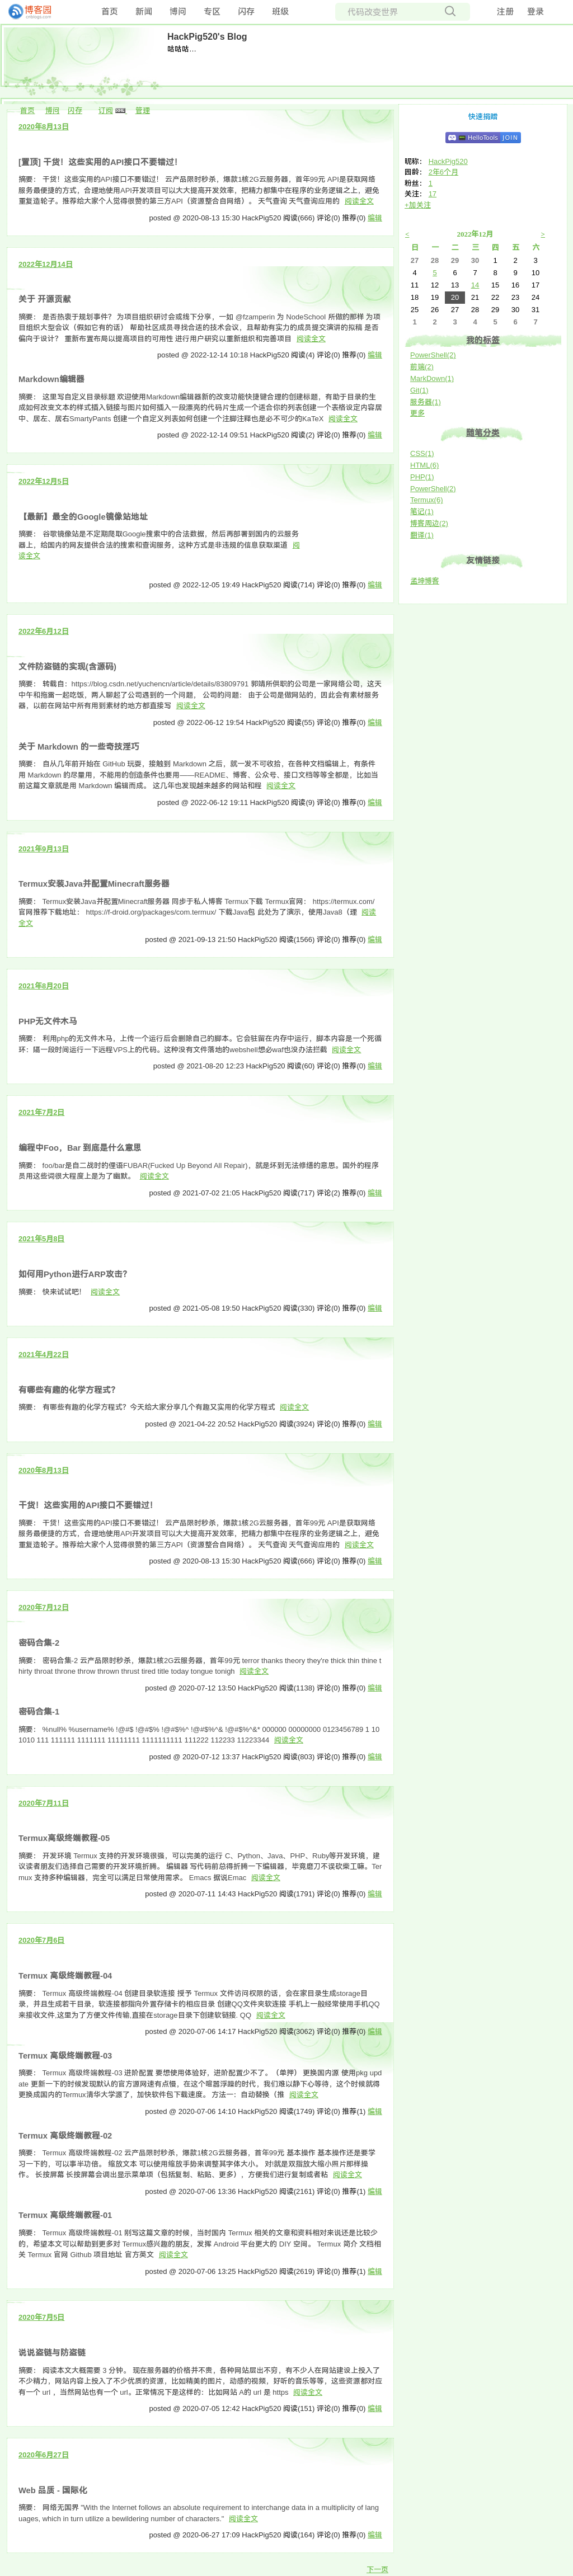 博客园
cnblogs.com
首页 新闻 博问 专区 闪存 班级 代码改变世界 注册 登录
HackPig520's Blog
咕咕咕…
首页 博问 闪存 订阅 管理
2020年8月13日
[置顶] 干货！这些实用的API接口不要错过！
摘要： 干货！这些实用的API接口不要错过！ 云产品限时秒杀，爆款1核2G云服务器，首年99元 API是获取网络
服务最便捷的方式，合理地使用API开发项目可以大大提高开发效率，把精力都集中在程序的业务逻辑之上，避免
重复造轮子。推荐给大家个人觉得很赞的第三方API（资源整合自网络）。 天气查询 天气查询应用的 阅读全文
posted @ 2020-08-13 15:30 HackPig520 阅读(666) 评论(0) 推荐(0) 编辑
2022年12月14日
关于 开源贡献
摘要： 是否热衷于规划事件？ 为项目组织研讨会或线下分享，一如 @fzamperin 为 NodeSchool 所做的那样 为项
目组织大型会议（假如它有的话） 帮助社区成员寻找合适的技术会议，且帮助有实力的成员提交演讲的拟稿 是否
偏向于设计？ 重新布置布局以提高项目的可用性 进行用户研究以重新组织和完善项目 阅读全文
posted @ 2022-12-14 10:18 HackPig520 阅读(4) 评论(0) 推荐(0) 编辑
Markdown编辑器
摘要： 这里写自定义目录标题 欢迎使用Markdown编辑器新的改变功能快捷键合理的创建标题，有助于目录的生
成如何改变文本的样式插入链接与图片如何插入一段漂亮的代码片生成一个适合你的列表创建一个表格设定内容居
中、居左、居右SmartyPants 创建一个自定义列表如何创建一个注脚注释也是必不可少的KaTeX 阅读全文
posted @ 2022-12-14 09:51 HackPig520 阅读(2) 评论(0) 推荐(0) 编辑
2022年12月5日
【最新】最全的Google镜像站地址
摘要： 谷歌镜像站是不定期爬取Google搜索中的合法数据，然后再部署到国内的云服务
器上，给国内的网友提供合法的搜索和查询服务，这种方式是非违规的信息获取渠道 阅
读全文
posted @ 2022-12-05 19:49 HackPig520 阅读(714) 评论(0) 推荐(0) 编辑
2022年6月12日
文件防盗链的实现(含源码)
摘要： 转载自：https://blog.csdn.net/yuchencn/article/details/83809791 郭靖所供职的公司是一家网络公司，这天
中午和拖雷一起吃饭，两人聊起了公司遇到的一个问题， 公司的问题： 由于公司是做网站的，因此会有素材服务
器，以前在网站中所有用到素材的地方都直接写 阅读全文
posted @ 2022-06-12 19:54 HackPig520 阅读(55) 评论(0) 推荐(0) 编辑
关于 Markdown 的一些奇技淫巧
摘要： 自从几年前开始在 GitHub 玩耍，接触到 Markdown 之后，就一发不可收拾，在各种文档编辑上，有条件
用 Markdown 的尽量用，不能用的创造条件也要用——README、博客、公众号、接口文档等等全都是，比如当
前这篇文章就是用 Markdown 编辑而成。 这几年也发现越来越多的网站和程 阅读全文
posted @ 2022-06-12 19:11 HackPig520 阅读(9) 评论(0) 推荐(0) 编辑
2021年9月13日
Termux安装Java并配置Minecraft服务器
摘要： Termux安装Java并配置Minecraft服务器 同步于私人博客 Termux下载 Termux官网： https://termux.com/
官网推荐下载地址： https://f-droid.org/packages/com.termux/ 下载Java包 此处为了演示，使用Java8（理 阅读
全文
posted @ 2021-09-13 21:50 HackPig520 阅读(1566) 评论(0) 推荐(0) 编辑
2021年8月20日
PHP无文件木马
摘要： 利用php的无文件木马，上传一个运行后会删除自己的脚本。它会驻留在内存中运行，脚本内容是一个死循
环：隔一段时间运行一下远程VPS上的代码。这种没有文件落地的webshell想必waf也没办法拦截 阅读全文
posted @ 2021-08-20 12:23 HackPig520 阅读(60) 评论(0) 推荐(0) 编辑
2021年7月2日
编程中Foo，Bar 到底是什么意思
摘要： foo/bar是自二战时的俚语FUBAR(Fucked Up Beyond All Repair)，就是坏到无法修缮的意思。国外的程序
员用这些词很大程度上是为了幽默。 阅读全文
posted @ 2021-07-02 21:05 HackPig520 阅读(717) 评论(2) 推荐(0) 编辑
2021年5月8日
如何用Python进行ARP攻击?
摘要： 快来试试吧！ 阅读全文
posted @ 2021-05-08 19:50 HackPig520 阅读(330) 评论(0) 推荐(0) 编辑
2021年4月22日
有哪些有趣的化学方程式?
摘要： 有哪些有趣的化学方程式？今天给大家分享几个有趣又实用的化学方程式 阅读全文
posted @ 2021-04-22 20:52 HackPig520 阅读(3924) 评论(0) 推荐(0) 编辑
2020年8月13日
干货！这些实用的API接口不要错过！
摘要： 干货！这些实用的API接口不要错过！ 云产品限时秒杀，爆款1核2G云服务器，首年99元 API是获取网络
服务最便捷的方式，合理地使用API开发项目可以大大提高开发效率，把精力都集中在程序的业务逻辑之上，避免
重复造轮子。推荐给大家个人觉得很赞的第三方API（资源整合自网络）。 天气查询 天气查询应用的 阅读全文
posted @ 2020-08-13 15:30 HackPig520 阅读(666) 评论(0) 推荐(0) 编辑
2020年7月12日
密码合集-2
摘要： 密码合集-2 云产品限时秒杀，爆款1核2G云服务器，首年99元 terror thanks theory they're thick thin thine t
hirty throat throne throw thrown thrust tired title today tongue tonigh 阅读全文
posted @ 2020-07-12 13:50 HackPig520 阅读(1138) 评论(0) 推荐(0) 编辑
密码合集-1
摘要： %null% %username% !@#$ !@#$% !@#$%^ !@#$%^& !@#$%^&* 000000 00000000 0123456789 1 10
1010 111 111111 1111111 11111111 1111111111 111222 112233 11223344 阅读全文
posted @ 2020-07-12 13:37 HackPig520 阅读(803) 评论(0) 推荐(0) 编辑
2020年7月11日
Termux高级终端教程-05
摘要： 开发环境 Termux 支持的开发环境很强，可以完美的运行 C、Python、Java、PHP、Ruby等开发环境，建
议读者朋友们选择自己需要的开发环境折腾。 编辑器 写代码前总得折腾一下编辑器，毕竟磨刀不误砍柴工嘛。Ter
mux 支持多种编辑器，完全可以满足日常使用需求。 Emacs 据说Emac 阅读全文
posted @ 2020-07-11 14:43 HackPig520 阅读(1791) 评论(0) 推荐(0) 编辑
2020年7月6日
Termux 高级终端教程-04
摘要： Termux 高级终端教程-04 创建目录软连接 授予 Termux 文件访问权限的话，会在家目录生成storage目
录，并且生成若干目录，软连接都指向外置存储卡的相应目录 创建QQ文件夹软连接 手机上一般经常使用手机QQ
来接收文件,这里为了方便文件传输,直接在storage目录下创建软链接. QQ 阅读全文
posted @ 2020-07-06 14:17 HackPig520 阅读(3062) 评论(0) 推荐(0) 编辑
Termux 高级终端教程-03
摘要： Termux 高级终端教程-03 进阶配置 要想使用体验好，进阶配置少不了。（单押） 更换国内源 使用pkg upd
ate 更新一下的时候发现默认的官方源网速有点慢，在这个喧嚣浮躁的时代，我们难以静下心等待，这个时候就得
更换成国内的Termux清华大学源了，加快软件包下载速度。 方法一：自动替换（推 阅读全文
posted @ 2020-07-06 14:10 HackPig520 阅读(1749) 评论(0) 推荐(1) 编辑
Termux 高级终端教程-02
摘要： Termux 高级终端教程-02 云产品限时秒杀，爆款1核2G云服务器，首年99元 基本操作 基本操作还是要学
习一下的，可以事半功倍。 缩放文本 可以使用缩放手势来调整其字体大小。 对!就是双指放大缩小照片那样操
作。 长按屏幕 长按屏幕会调出显示菜单项（包括复制、粘贴、更多），方便我们进行复制或者粘 阅读全文
posted @ 2020-07-06 13:36 HackPig520 阅读(2161) 评论(0) 推荐(1) 编辑
Termux 高级终端教程-01
摘要： Termux 高级终端教程-01 刚写这篇文章的时候，当时国内 Termux 相关的文章和资料相对来说还是比较少
的，希望本文可以帮助到更多对 Termux感兴趣的朋友，发挥 Android 平台更大的 DIY 空间。 Termux 简介 文档相
关 Termux 官网 Github 项目地址 官方英文 阅读全文
posted @ 2020-07-06 13:25 HackPig520 阅读(2619) 评论(0) 推荐(1) 编辑
2020年7月5日
说说盗链与防盗链
摘要： 阅读本文大概需要 3 分钟。 现在服务器的价格并不贵，各种网站层出不穷，有不少人在网站建设上投入了
不少精力，网站内容上投入了不少优质的资源，比如精美的图片，动感的视频，好听的音乐等等，这些资源都对应
有一个 url ，当然网站也有一个 url。正常情况下是这样的：比如网站 A的 url 是 https 阅读全文
posted @ 2020-07-05 12:42 HackPig520 阅读(151) 评论(0) 推荐(0) 编辑
2020年6月27日
Web 品质 - 国际化
摘要： 网络无国界 "With the Internet follows an absolute requirement to interchange data in a multiplicity of lang
uages, which in turn utilize a bewildering number of characters." 阅读全文
posted @ 2020-06-27 17:09 HackPig520 阅读(164) 评论(0) 推荐(0) 编辑
下一页
快速捐赠
HelloTools JOIN
昵称： HackPig520
园龄： 2年6个月
粉丝： 1
关注： 17
+加关注
< 2022年12月 >
日 一 二 三 四 五 六
27 28 29 30 1 2 3
4 5 6 7 8 9 10
11 12 13 14 15 16 17
18 19 20 21 22 23 24
25 26 27 28 29 30 31
1 2 3 4 5 6 7
我的标签
PowerShell(2)
前端(2)
MarkDown(1)
Git(1)
服务器(1)
更多
随笔分类
CSS(1)
HTML(6)
PHP(1)
PowerShell(2)
Termux(6)
笔记(1)
博客周边(2)
翻译(1)
友情链接
孟坤博客